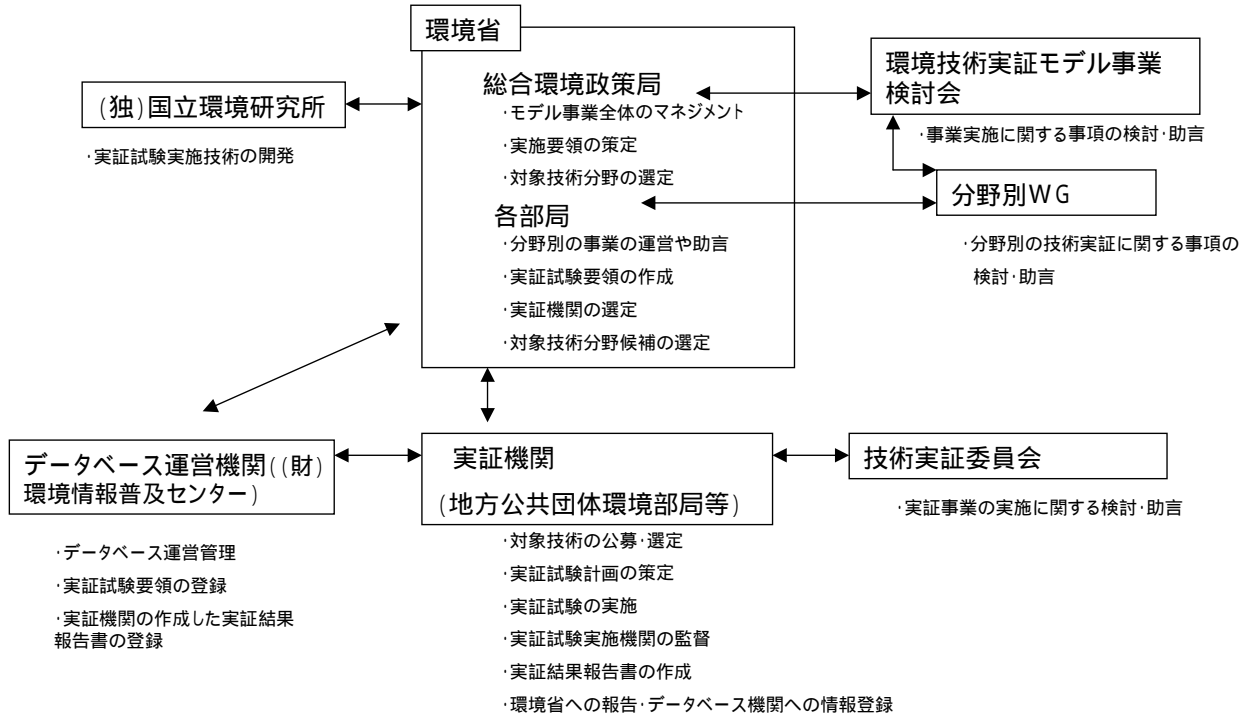 環境省
総合環境政策局
·モデル事業全体のマネジメント
·実施要領の策定
·対象技術分野の選定
各部局
·分野別の事業の運営や助言
·実証試験要領の作成
·実証機関の選定
·対象技術分野候補の選定
(独)国立環境研究所
·実証試験実施技術の開発
環境技術実証モデル事業
検討会
·事業実施に関する事項の検討·助言
分野別WG
·分野別の技術実証に関する事項の
検討·助言
データベース運営機関((財)
環境情報普及センター)
·データベース運営管理
·実証試験要領の登録
·実証機関の作成した実証結果
報告書の登録
実証機関
(地方公共団体環境部局等)
·対象技術の公募·選定
·実証試験計画の策定
·実証試験の実施
·実証試験実施機関の監督
·実証結果報告書の作成
·環境省への報告·データベース機関への情報登録
技術実証委員会
·実証事業の実施に関する検討·助言